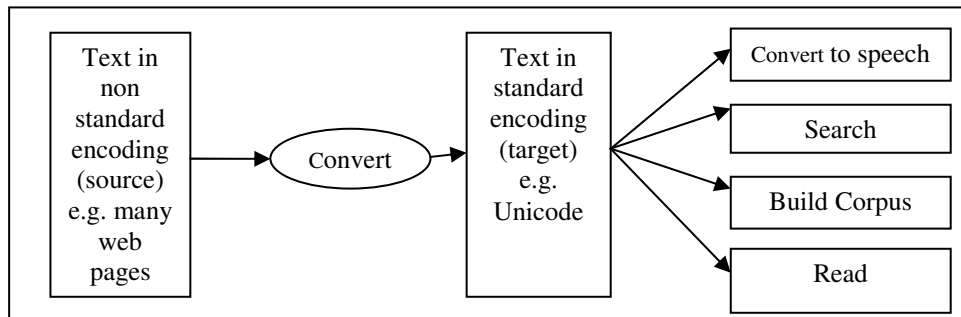 Text in
non
standard
encoding
(source)
e.g. many
web
pages
Convert
Text in
standard
encoding
(target)
e.g.
Unicode
Convert to speech
Search
Build Corpus
Read